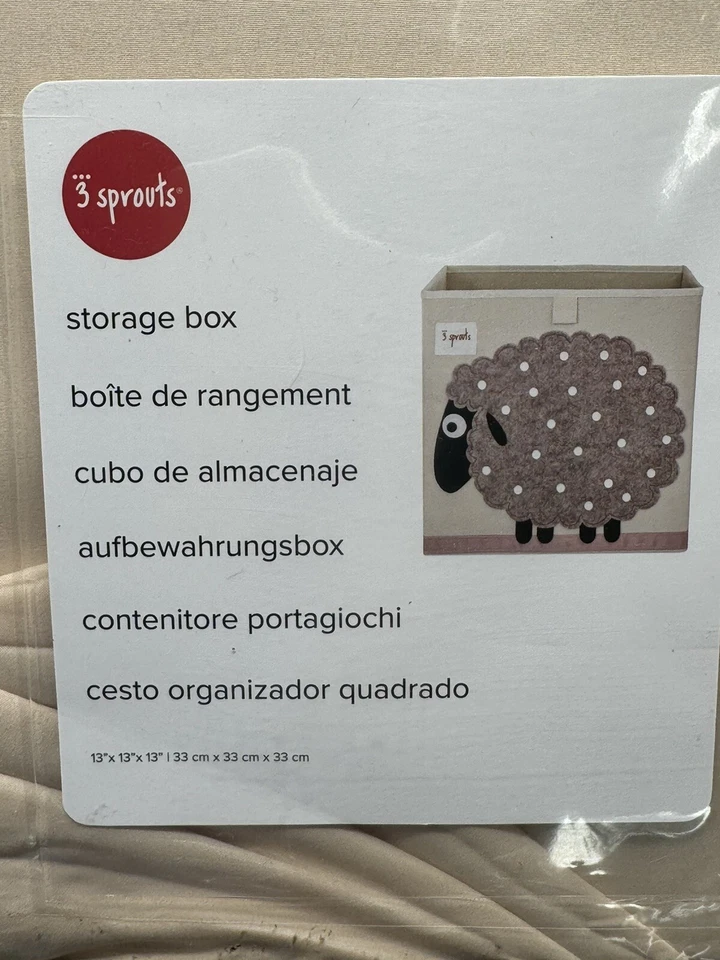 3 sprouts®
storage box
boîte de rangement
cubo de almacenaje
aufbewahrungsbox
contenitore portagiochi
cesto organizador quadrado
13”x 13”x 13” | 33 cm x 33 cm x 33 cm
3 sprouts